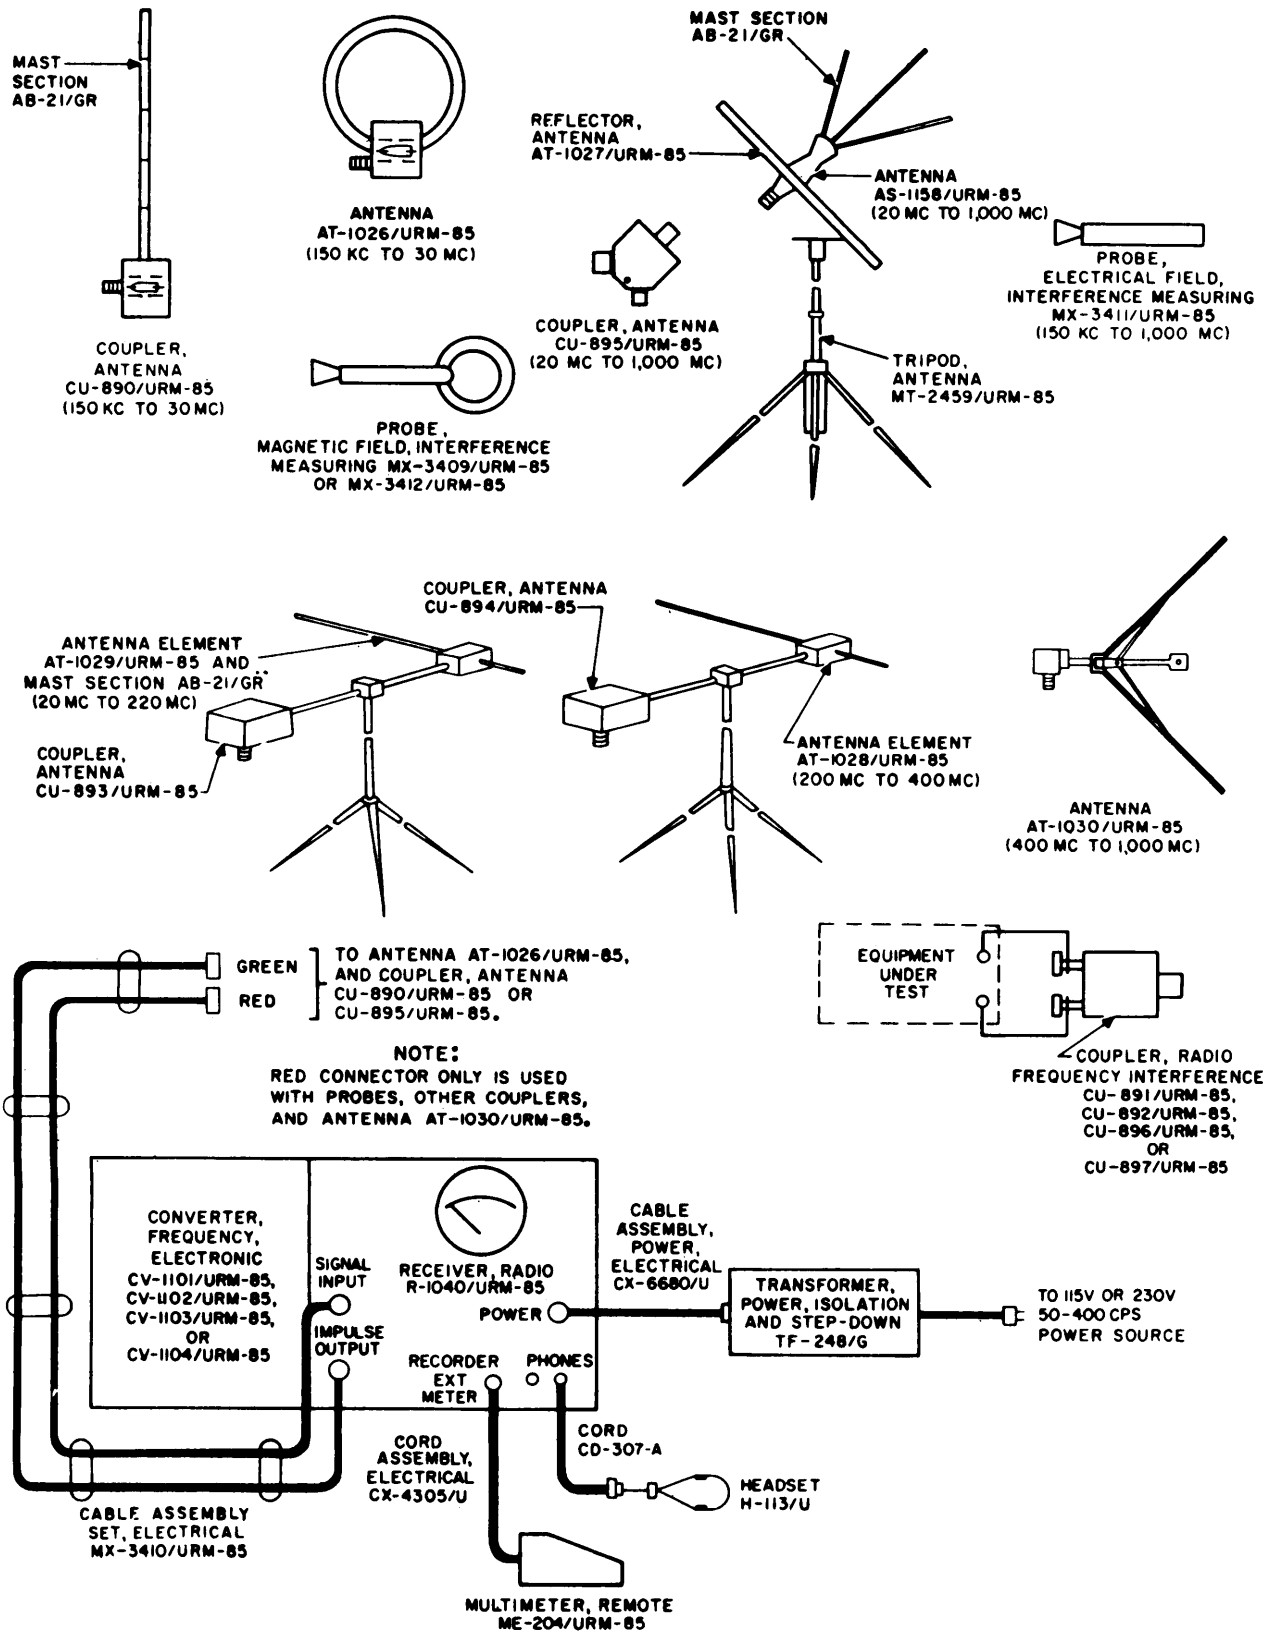 MAST
SECTION
AB-21/GR
COUPLER,
ANTENNA
CU-890/URM-85
(150 KC TO 30 MC)
ANTENNA
AT-1026/URM-85
(150 KC TO 30 MC)
PROBE,
MAGNETIC FIELD, INTERFERENCE
MEASURING MX-3409/URM-85
OR MX-3412/URM-85
MAST SECTION
AB-21/GR
REFLECTOR,
ANTENNA
AT-1027/URM-85
ANTENNA
AS-1158/URM-85
(20 MC TO 1,000 MC)
COUPLER, ANTENNA
CU-895/URM-85
(20 MC TO 1,000 MC)
TRIPOD,
ANTENNA
MT-2459/URM-85
PROBE,
ELECTRICAL FIELD,
INTERFERENCE MEASURING
MX-3411/URM-85
(150 KC TO 1,000 MC)
ANTENNA ELEMENT
AT-1029/URM-85 AND
MAST SECTION AB-21/GR
(20 MC TO 220 MC)
COUPLER,
ANTENNA
CU-893/URM-85
COUPLER, ANTENNA
CU-894/URM-85
ANTENNA ELEMENT
AT-1028/URM-85
(200 MC TO 400 MC)
ANTENNA
AT-1030/URM-85
(400 MC TO 1,000 MC)
GREEN
RED
TO ANTENNA AT-1026/URM-85,
AND COUPLER, ANTENNA
CU-890/URM-85 OR
CU-895/URM-85.
NOTE:
RED CONNECTOR ONLY IS USED
WITH PROBES, OTHER COUPLERS,
AND ANTENNA AT-1030/URM-85.
EQUIPMENT
UNDER
TEST
COUPLER, RADIO
FREQUENCY INTERFERENCE
CU-891/URM-85,
CU-892/URM-85,
CU-896/URM-85,
OR
CU-897/URM-85
CONVERTER,
FREQUENCY,
ELECTRONIC
CV-1101/URM-85,
CV-1102/URM-85,
CV-1103/URM-85,
OR
CV-1104/URM-85
SIGNAL
INPUT
IMPULSE
OUTPUT
RECEIVER, RADIO
R-1040/URM-85
POWER
RECORDER
EXT
METER
PHONES
CABLE
ASSEMBLY,
POWER,
ELECTRICAL
CX-6680/U
TRANSFORMER,
POWER, ISOLATION
AND STEP-DOWN
TF-248/G
TO 115V OR 230V
50-400 CPS
POWER SOURCE
CORD
ASSEMBLY,
ELECTRICAL
CX-4305/U
CORD
CD-307-A
HEADSET
H-113/U
CABLE ASSEMBLY
SET, ELECTRICAL
MX-3410/URM-85
MULTIMETER, REMOTE
ME-204/URM-85